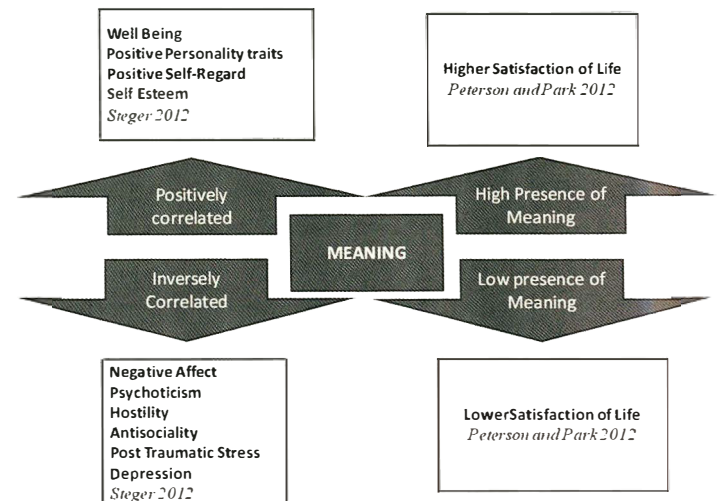 Well Being
Positive Personality traits
Positive Self-Regard
Self Esteem
Steger 2012
Higher Satisfaction of Life
Peterson and Park 2012
Positively
correlated
High Presence of
Meaning
MEANING
Inversely
Correlated
Low presence of
Meaning
Negative Affect
Psychoticism
Hostility
Antisociality
Post Traumatic Stress
Depression
Steger 2012
LowerSatisfaction of Life
Peterson and Park 2012